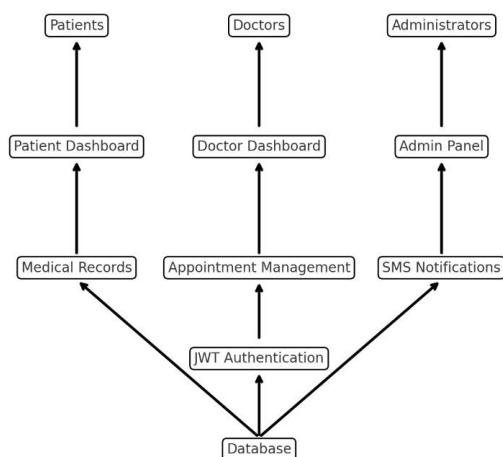 Patients
Doctors
Administrators
Patient Dashboard
Doctor Dashboard
Admin Panel
Medical Records
Appointment Management
SMS Notifications
JWT Authentication
Database